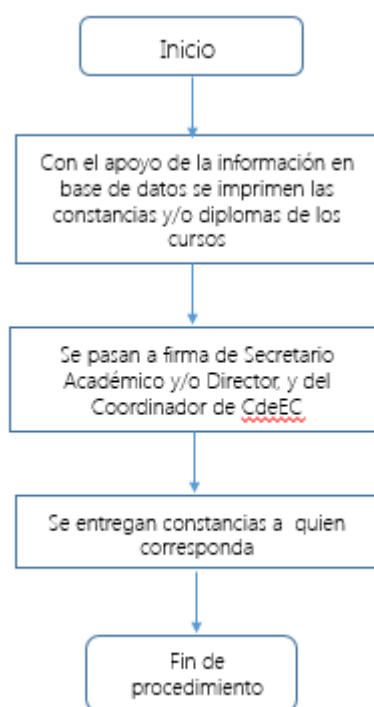 Inicio
Con el apoyo de la información en
base de datos se imprimen las
constancias y/o diplomas de los
cursos
Se pasan a firma de Secretario
Académico y/o Director, y del
Coordinador de CdeEC
Se entregan constancias a quien
corresponda
Fin de
procedimiento